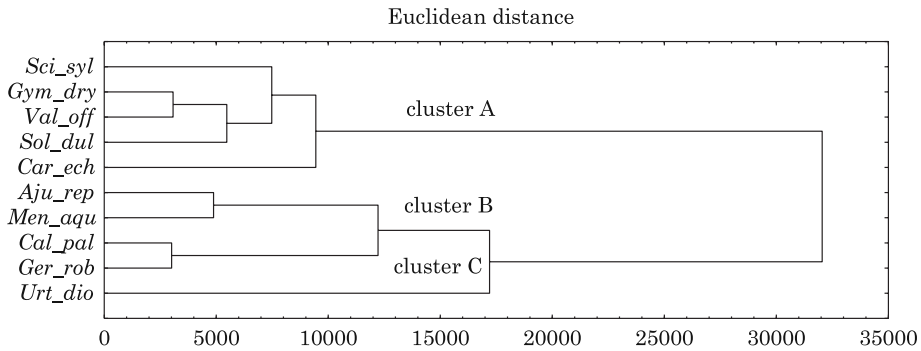 Euclidean distance
Sci_syl
Gym_dry
cluster A
Val_off
Sol_dul
Car_ech
Aju_rep
cluster B
Men_aqu
Cal_pal
cluster C
Ger_rob
Urt_dio
0 5000 10000 15000 20000 25000 30000 35000